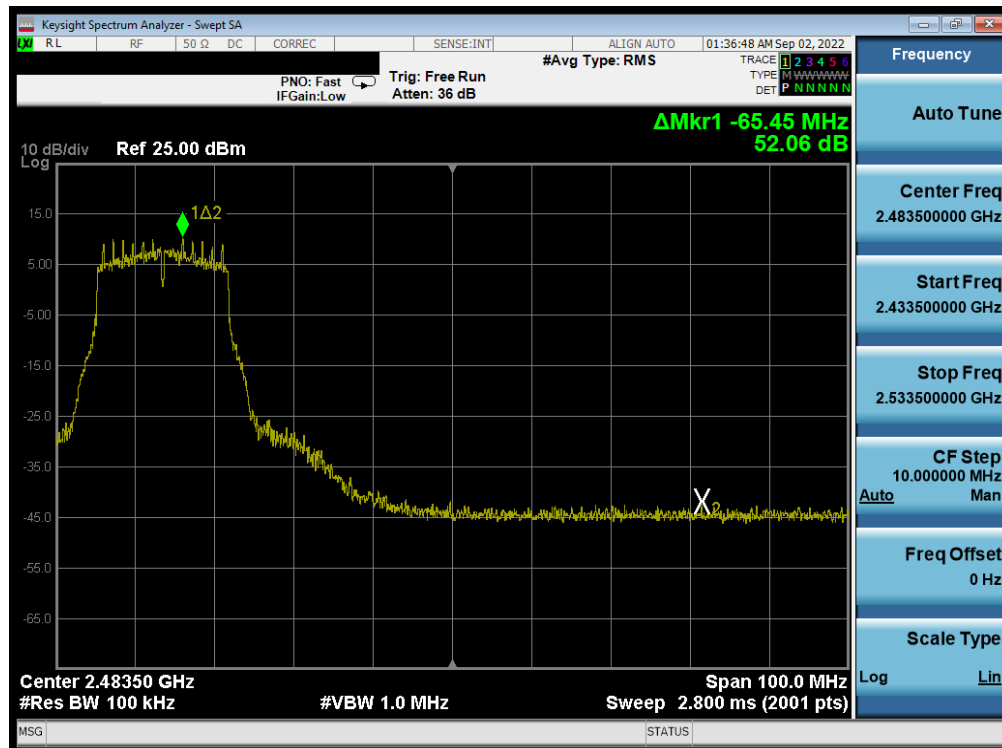 Keysight Spectrum Analyzer - Swept SA
LXI RL RF 50 Ω DC CORREC SENSE:INT ALIGN AUTO 01:36:48 AM Sep 02, 2022
Frequency
#Avg Type: RMS
TRACE 1 2 3 4 5 6
TYPE M WWWWW
DET P N N N N N
PNO: Fast
IFGain:Low
Trig: Free Run
Atten: 36 dB
Auto Tune
ΔMkr1 -65.45 MHz
52.06 dB
10 dB/div
Log
Ref 25.00 dBm
15.0
5.00
-5.00
-15.0
-25.0
-35.0
-45.0
-55.0
-65.0
1Δ2
X2
Center Freq
2.483500000 GHz
Start Freq
2.433500000 GHz
Stop Freq
2.533500000 GHz
CF Step
10.000000 MHz
Auto Man
Freq Offset
0 Hz
Scale Type
Log Lin
Center 2.48350 GHz
Span 100.0 MHz
#Res BW 100 kHz
#VBW 1.0 MHz
Sweep 2.800 ms (2001 pts)
MSG
STATUS